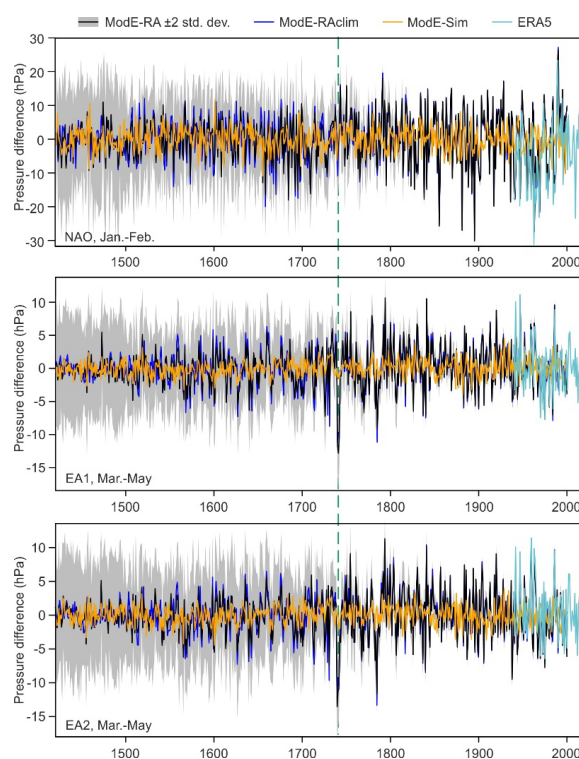 ModE-RA ±2 std. dev. ModE-RAclim ModE-Sim ERA5
Pressure difference (hPa)
30
20
10
0
-10
-20
-30
NAO, Jan.-Feb.
1500 1600 1700 1800 1900 2000
Pressure difference (hPa)
10
5
0
-5
-10
-15
EA1, Mar.-May
1500 1600 1700 1800 1900 2000
Pressure difference (hPa)
10
5
0
-5
-10
-15
EA2, Mar.-May
1500 1600 1700 1800 1900 2000